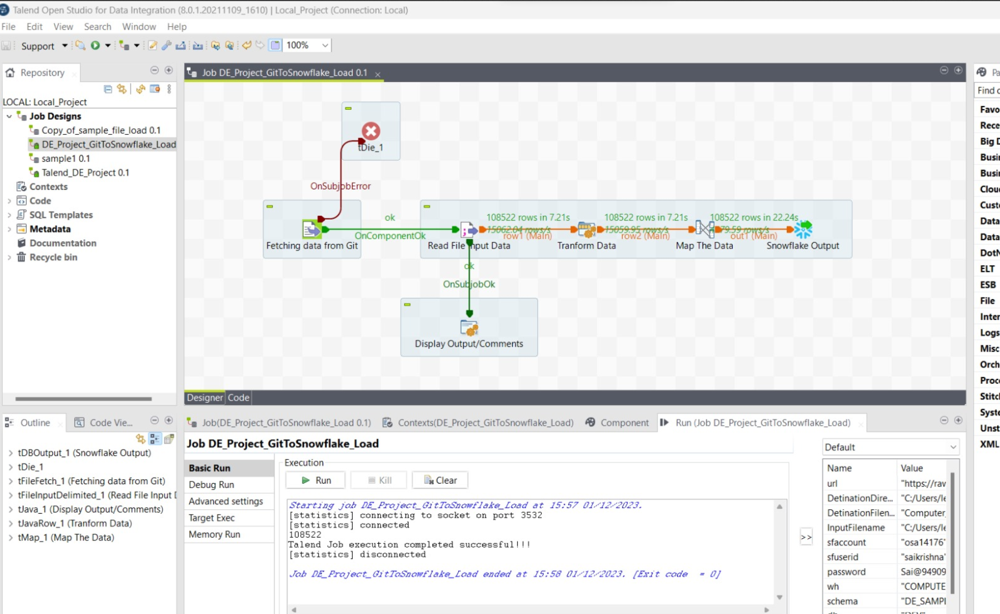 Talend Open Studio for Data Integration (8.0.1.20211109_1610) | Local_Project (Connection: Local)
File Edit View Search Window Help
Support 100%
Repository
LOCAL: Local_Project
Job Designs
Copy_of_sample_file_load 0.1
DE_Project_GitToSnowflake_Load
sample1 0.1
Talend_DE_Project 0.1
Contexts
Code
SQL Templates
Metadata
Documentation
Recycle bin
Job DE_Project_GitToSnowflake_Load 0.1
tDie_1
OnSubjobError
ok
OnComponentOk
Fetching data from Git
108522 rows in 7.21s
15062.04 rows/s
row1 (Main)
108522 rows in 7.21s
15059.95 rows/s
row2 (Main)
108522 rows in 22.24s
79.59 rows/s
out1 (Main)
Read File Input Data
Tranform Data
Map The Data
Snowflake Output
ok
OnSubjobOk
Display Output/Comments
Designer Code
Find
Favo
Rece
Big D
Busi
Busi
Clou
Cust
Data
Data
DotN
ELT
ESB
File
Inter
Logs
Misc
Orch
Proc
Stitch
Syste
Unst
XML
Outline Code Vie...
tDBOutput_1 (Snowflake Output)
tDie_1
tFileFetch_1 (Fetching data from Git)
tFileInputDelimited_1 (Read File Input D
tJava_1 (Display Output/Comments)
tJavaRow_1 (Tranform Data)
tMap_1 (Map The Data)
Job(DE_Project_GitToSnowflake_Load 0.1) Contexts(DE_Project_GitToSnowflake_Load) Component Run (Job DE_Project_GitToSnowflake_Load)
Job DE_Project_GitToSnowflake_Load
Basic Run
Debug Run
Advanced settings
Target Exec
Memory Run
Execution
Run Kill Clear
Starting job DE_Project_GitToSnowflake_Load at 15:57 01/12/2023.
[statistics] connecting to socket on port 3532
[statistics] connected
108522
Talend Job execution completed successful!!!
[statistics] disconnected
Job DE_Project_GitToSnowflake_Load ended at 15:58 01/12/2023. [Exit code = 0]
>>
Default
Name Value
url "https://rav
DetinationDire... "C:/Users/le
DetinationFilen... "Computer_
InputFilename "C:/Users/le
sfaccount "osa14176"
sfuserid "saikrishna"
password Sai@94909
wh "COMPUTE
schema "DE_SAMPI